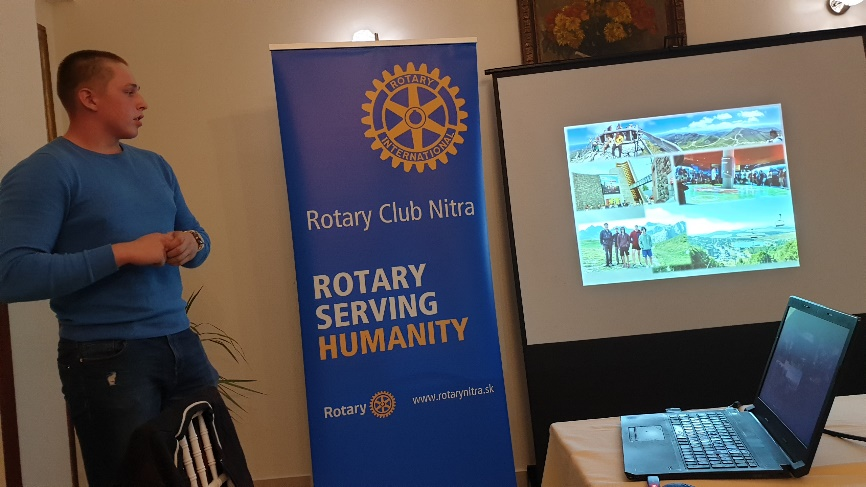 ROTARY
INTERNATIONAL
Rotary Club Nitra
ROTARY
SERVING
HUMANITY
Rotary
www.rotarynitra.sk